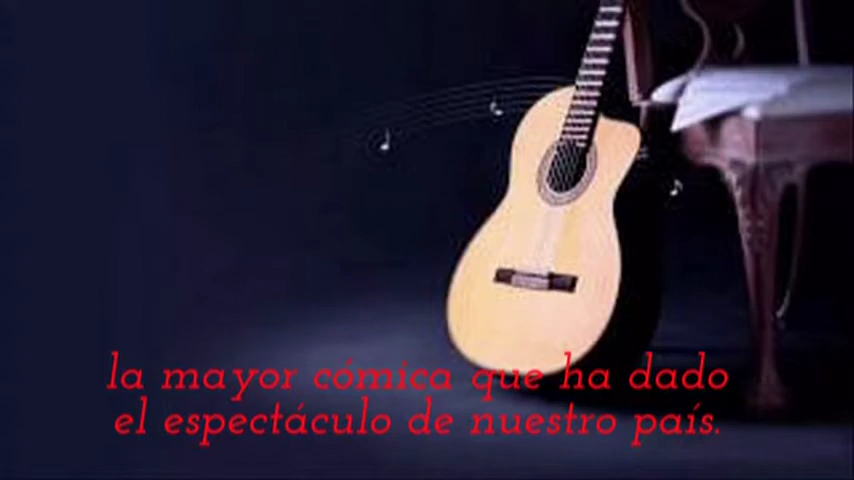 la mayor cómica que ha dado
el espectáculo de nuestro país.